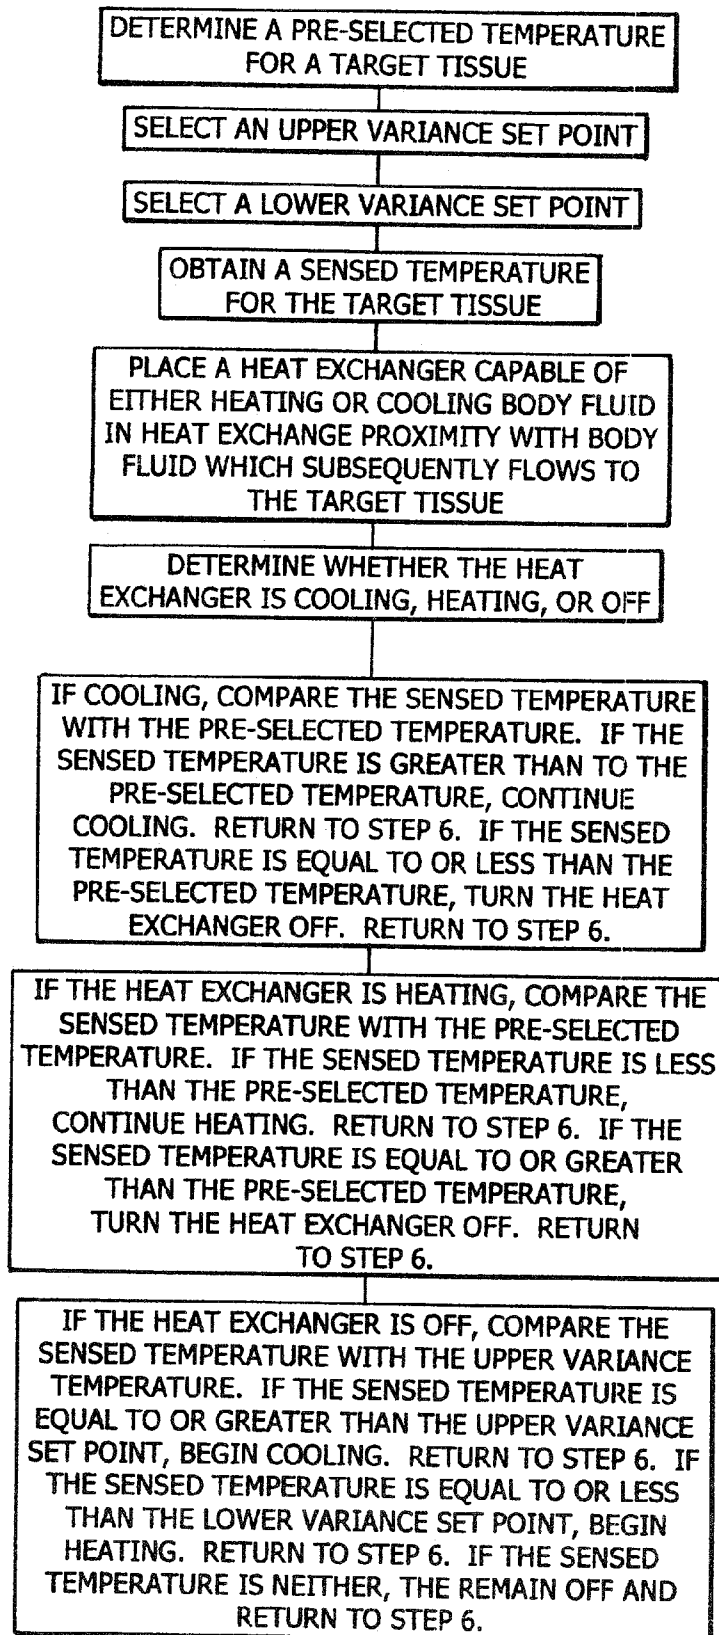 DETERMINE A PRE-SELECTED TEMPERATURE
FOR A TARGET TISSUE
SELECT AN UPPER VARIANCE SET POINT
SELECT A LOWER VARIANCE SET POINT
OBTAIN A SENSED TEMPERATURE
FOR THE TARGET TISSUE
PLACE A HEAT EXCHANGER CAPABLE OF
EITHER HEATING OR COOLING BODY FLUID
IN HEAT EXCHANGE PROXIMITY WITH BODY
FLUID WHICH SUBSEQUENTLY FLOWS TO
THE TARGET TISSUE
DETERMINE WHETHER THE HEAT
EXCHANGER IS COOLING, HEATING, OR OFF
IF COOLING, COMPARE THE SENSED TEMPERATURE
WITH THE PRE-SELECTED TEMPERATURE. IF THE
SENSED TEMPERATURE IS GREATER THAN TO THE
PRE-SELECTED TEMPERATURE, CONTINUE
COOLING. RETURN TO STEP 6. IF THE SENSED
TEMPERATURE IS EQUAL TO OR LESS THAN THE
PRE-SELECTED TEMPERATURE, TURN THE HEAT
EXCHANGER OFF. RETURN TO STEP 6.
IF THE HEAT EXCHANGER IS HEATING, COMPARE THE
SENSED TEMPERATURE WITH THE PRE-SELECTED
TEMPERATURE. IF THE SENSED TEMPERATURE IS LESS
THAN THE PRE-SELECTED TEMPERATURE,
CONTINUE HEATING. RETURN TO STEP 6. IF THE
SENSED TEMPERATURE IS EQUAL TO OR GREATER
THAN THE PRE-SELECTED TEMPERATURE,
TURN THE HEAT EXCHANGER OFF. RETURN
TO STEP 6.
IF THE HEAT EXCHANGER IS OFF, COMPARE THE
SENSED TEMPERATURE WITH THE UPPER VARIANCE
TEMPERATURE. IF THE SENSED TEMPERATURE IS
EQUAL TO OR GREATER THAN THE UPPER VARIANCE
SET POINT, BEGIN COOLING. RETURN TO STEP 6. IF
THE SENSED TEMPERATURE IS EQUAL TO OR LESS
THAN THE LOWER VARIANCE SET POINT, BEGIN
HEATING. RETURN TO STEP 6. IF THE SENSED
TEMPERATURE IS NEITHER, THE REMAIN OFF AND
RETURN TO STEP 6.